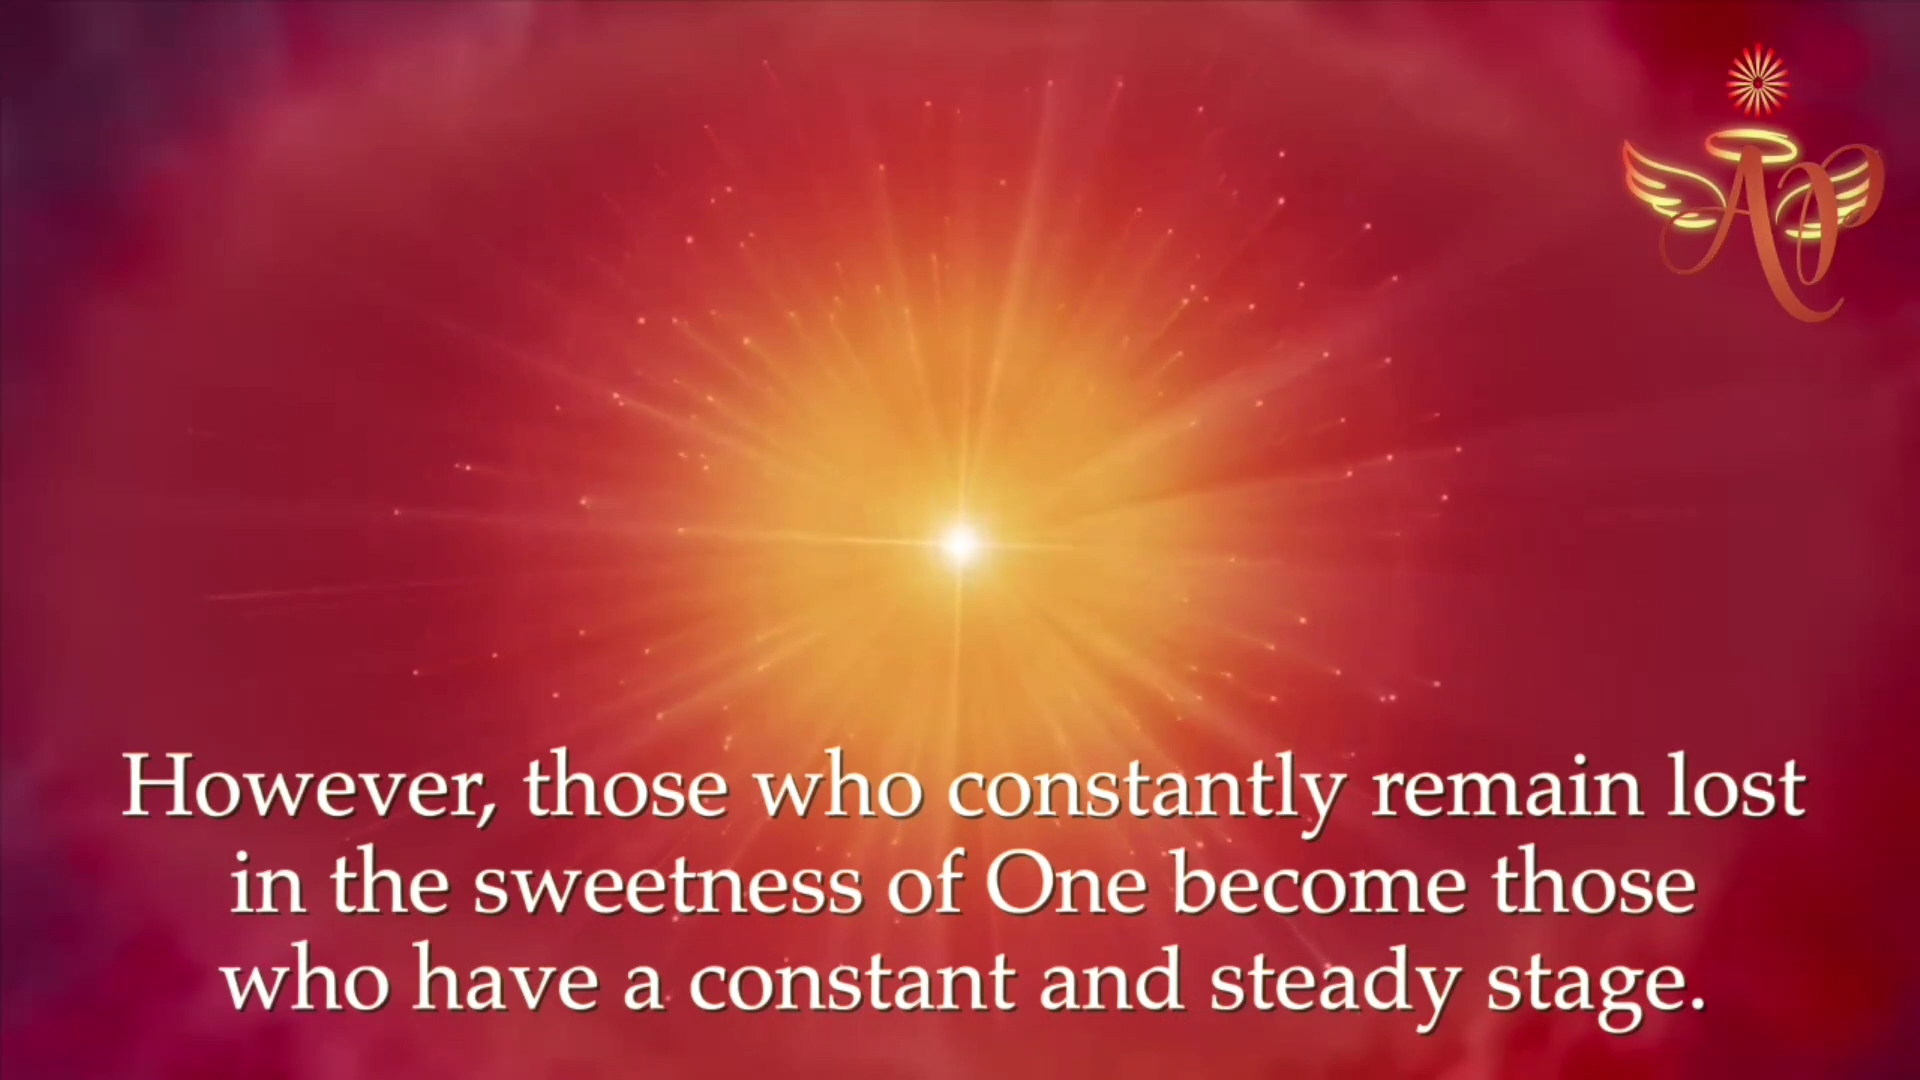 AP
However, those who constantly remain lost
in the sweetness of One become those
who have a constant and steady stage.